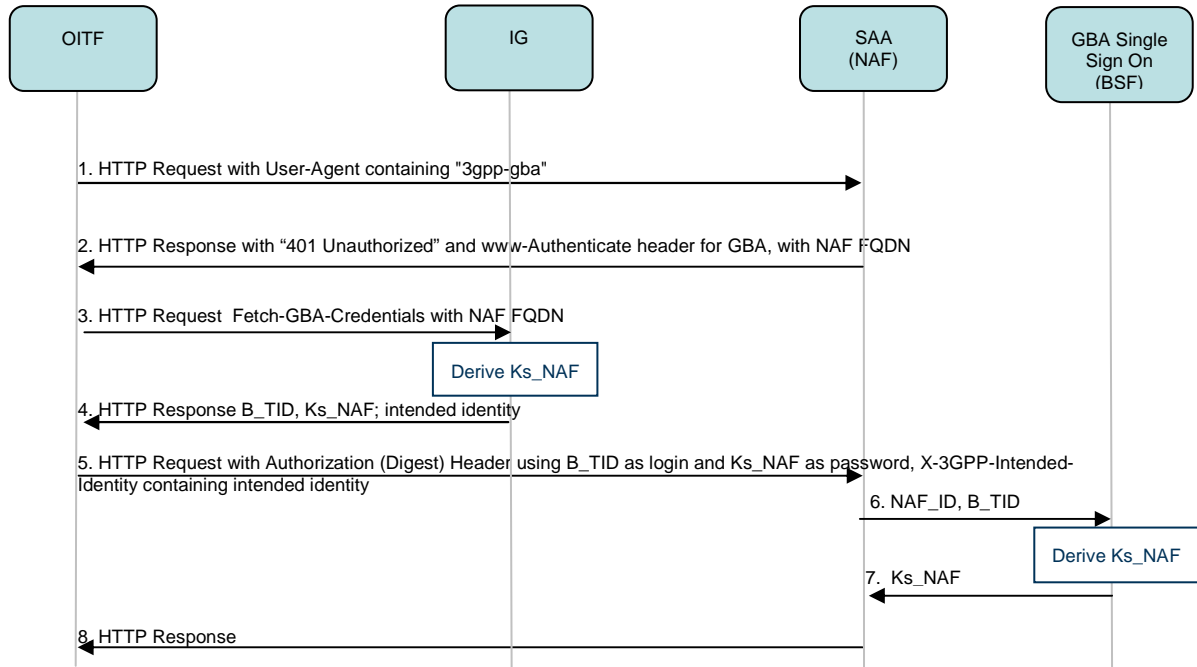 OITF
IG
SAA
(NAF)
GBA Single
Sign On
(BSF)
1. HTTP Request with User-Agent containing "3gpp-gba"
2. HTTP Response with “401 Unauthorized” and www-Authenticate header for GBA, with NAF FQDN
3. HTTP Request Fetch-GBA-Credentials with NAF FQDN
Derive Ks_NAF
4. HTTP Response B_TID, Ks_NAF; intended identity
5. HTTP Request with Authorization (Digest) Header using B_TID as login and Ks_NAF as password, X-3GPP-Intended-
Identity containing intended identity
6. NAF_ID, B_TID
Derive Ks_NAF
7. Ks_NAF
8. HTTP Response